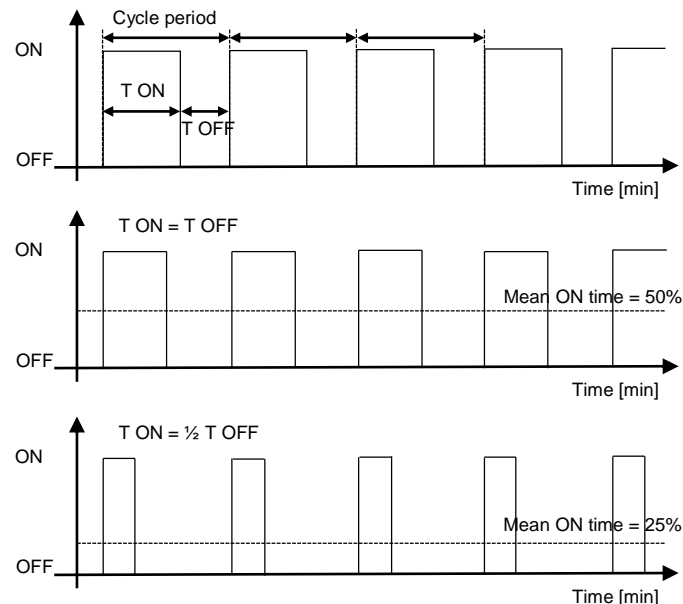 Cycle period
ON
T ON
T OFF
OFF
Time [min]
T ON = T OFF
ON
Mean ON time = 50%
OFF
Time [min]
T ON = ½ T OFF
ON
Mean ON time = 25%
OFF
Time [min]